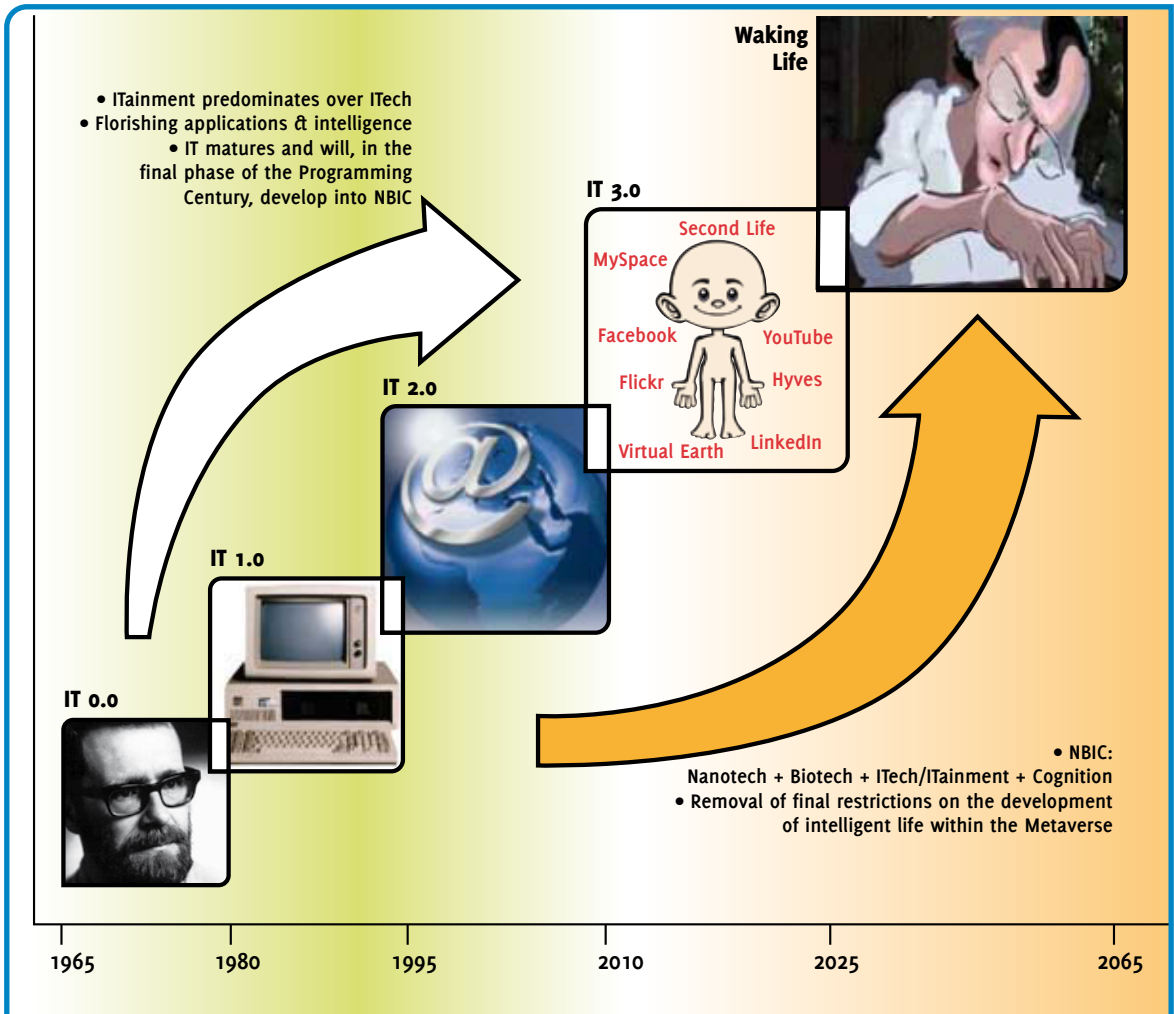 Waking
Life
• ITainment predominates over ITech
• Florishing applications & intelligence
• IT matures and will, in the
final phase of the Programming
Century, develop into NBIC
IT 3.0
Second Life
MySpace
Facebook
YouTube
Flickr
Hyves
Virtual Earth
LinkedIn
IT 2.0
@
IT 1.0
IT 0.0
• NBIC:
Nanotech + Biotech + ITech/ITainment + Cognition
• Removal of final restrictions on the development
of intelligent life within the Metaverse
1965 1980 1995 2010 2025 2065